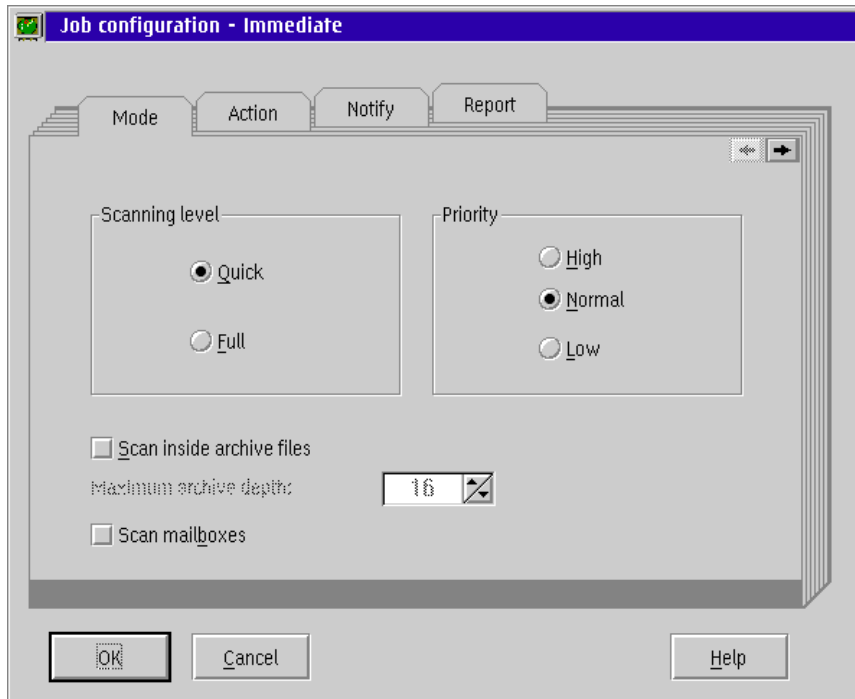 Job configuration - Immediate
Mode
Action
Notify
Report
Scanning level
Quick
Full
Priority
High
Normal
Low
Scan inside archive files
Maximum archive depth:
16
Scan mailboxes
OK
Cancel
Help